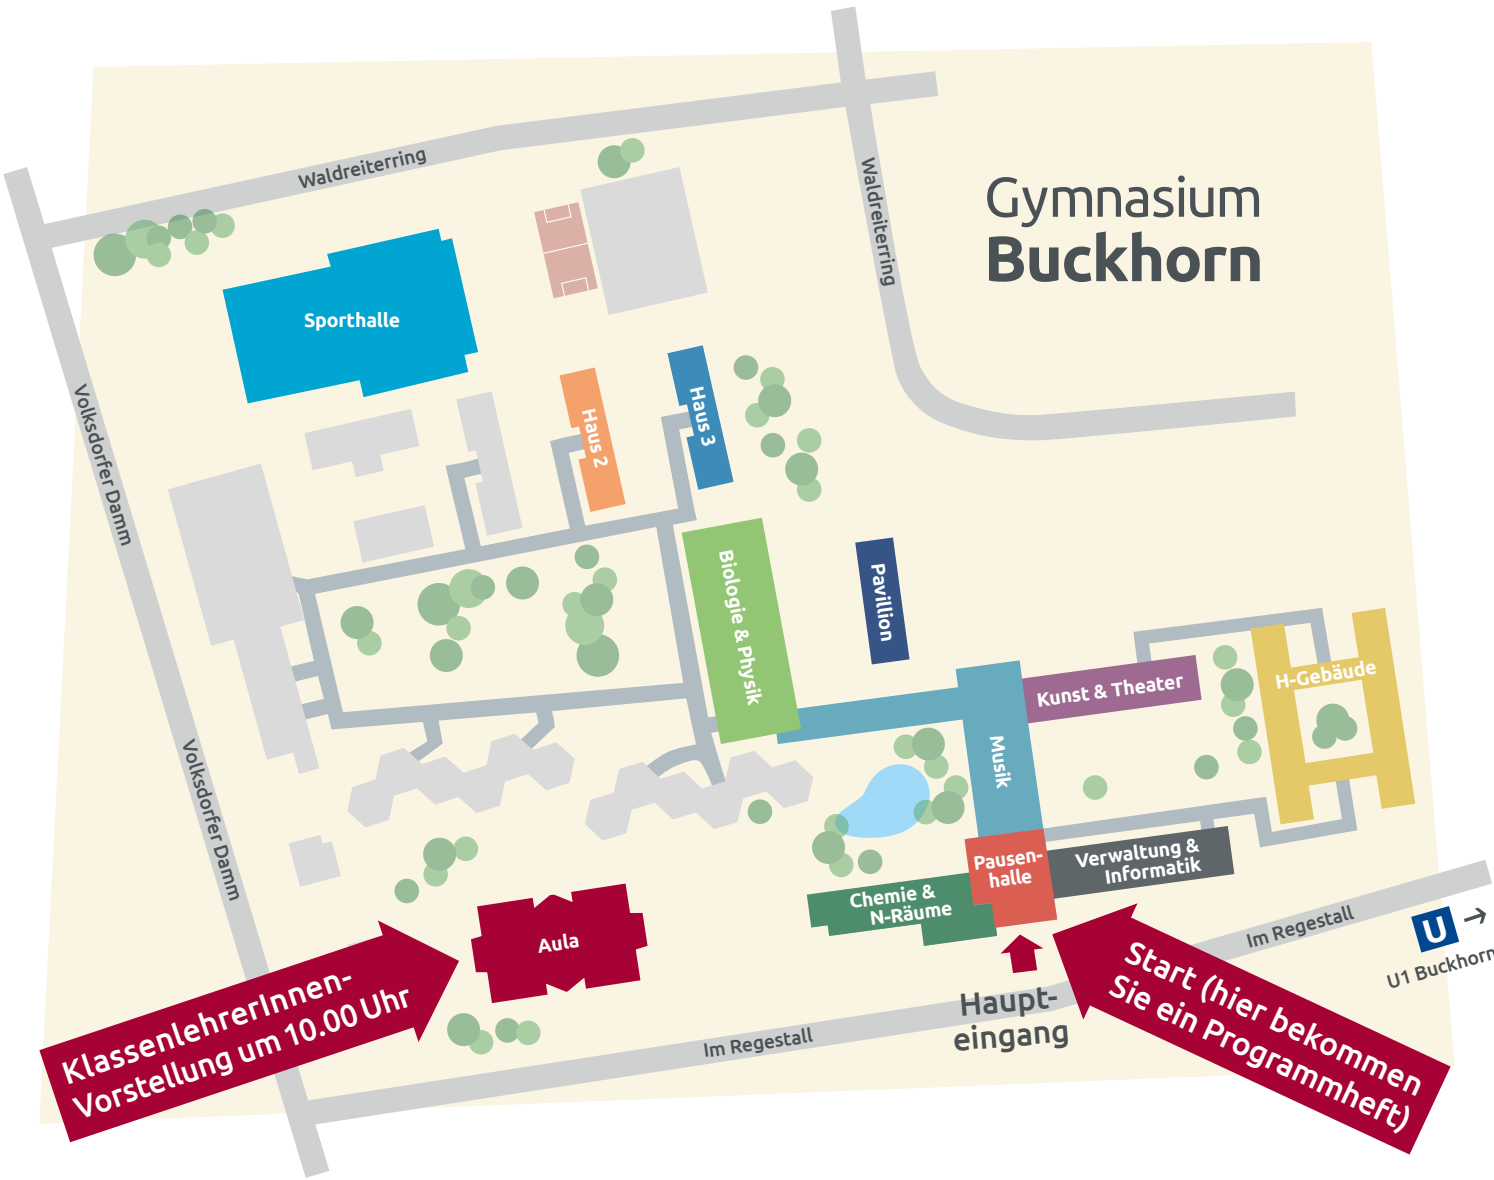 Waldreiterring
Waldreiterring
Gymnasium
Buckhorn
Sporthalle
Haus 2
Haus 3
Volksdorfer Damm
Biologie & Physik
Pavillion
Kunst & Theater
H-Gebäude
Musik
Volksdorfer Damm
Pausen-
halle
Verwaltung &
Informatik
Chemie &
N-Räume
Aula
Im Regestall
U
→
U1 Buckhorn
KlassenlehrerInnen-
Vorstellung um 10.00 Uhr
Haupt-
eingang
Start (hier bekommen
Sie ein Programmheft)
Im Regestall